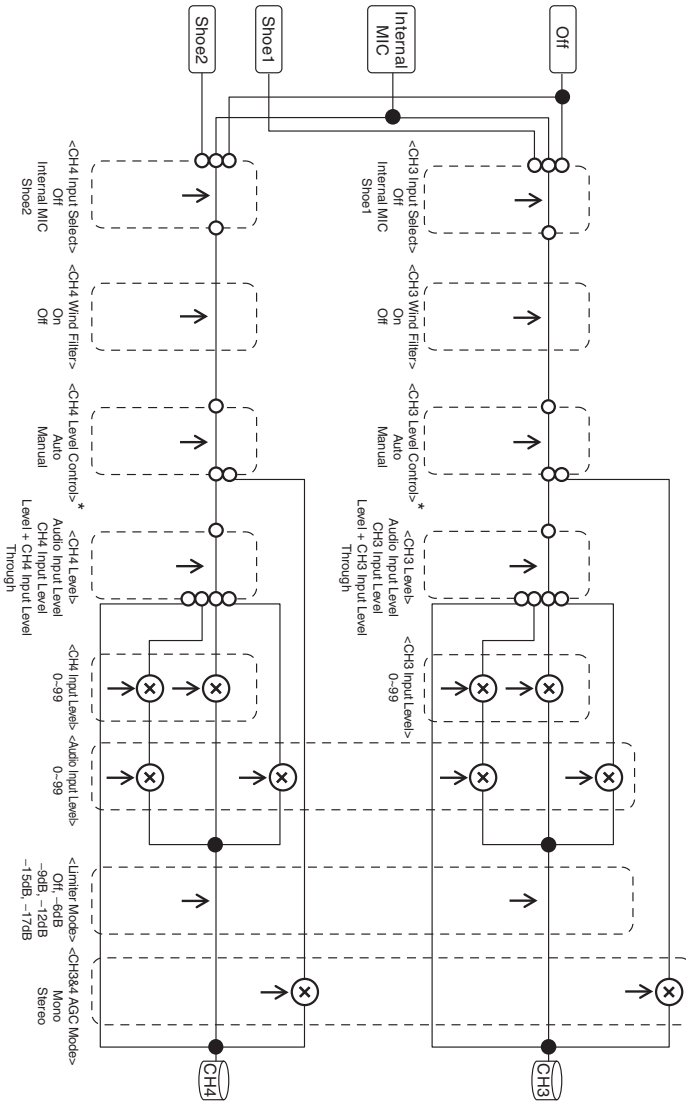 Off
Internal
MIC
Shoe1
Shoe2
<CH3 Input Select>
Off
Internal MIC
Shoe1
<CH3 Wind Filter>
On
Off
<CH3 Level Control>*
Auto
Manual
<CH3 Level>
Audio Input Level
CH3 Input Level
Level + CH3 Input Level
Through
<CH3 Input Level>
0~99
CH3
<CH4 Input Select>
Off
Internal MIC
Shoe2
<CH4 Wind Filter>
On
Off
<CH4 Level Control>*
Auto
Manual
<CH4 Level>
Audio Input Level
CH4 Input Level
Level + CH4 Input Level
Through
<CH4 Input Level>
0~99
<Audio Input Level>
0~99
<Limiter Mode>
Off, −6dB
−9dB, −12dB
−15dB, −17dB
<CH3&4 AGC Mode>
Mono
Stereo
CH4